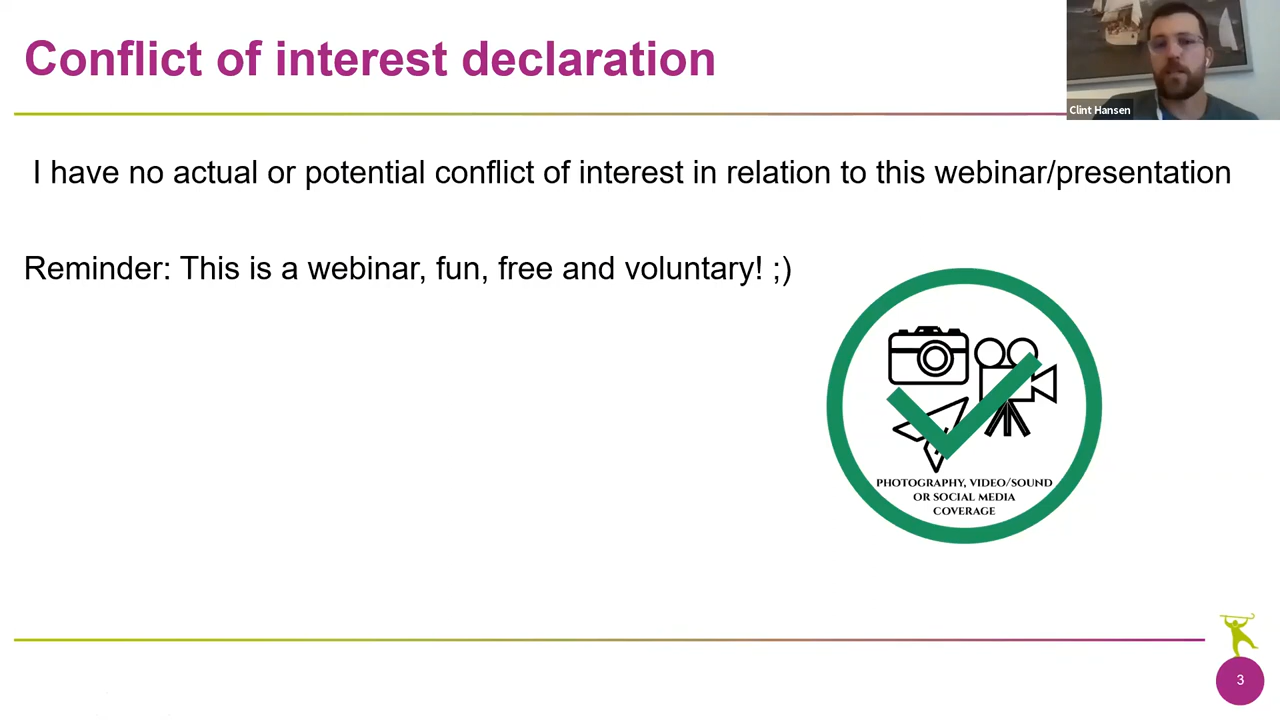 Conflict of interest declaration
Clint Hansen
I have no actual or potential conflict of interest in relation to this webinar/presentation
Reminder: This is a webinar, fun, free and voluntary! ;)
PHOTOGRAPHY, VIDEO/SOUND
OR SOCIAL MEDIA
COVERAGE
3